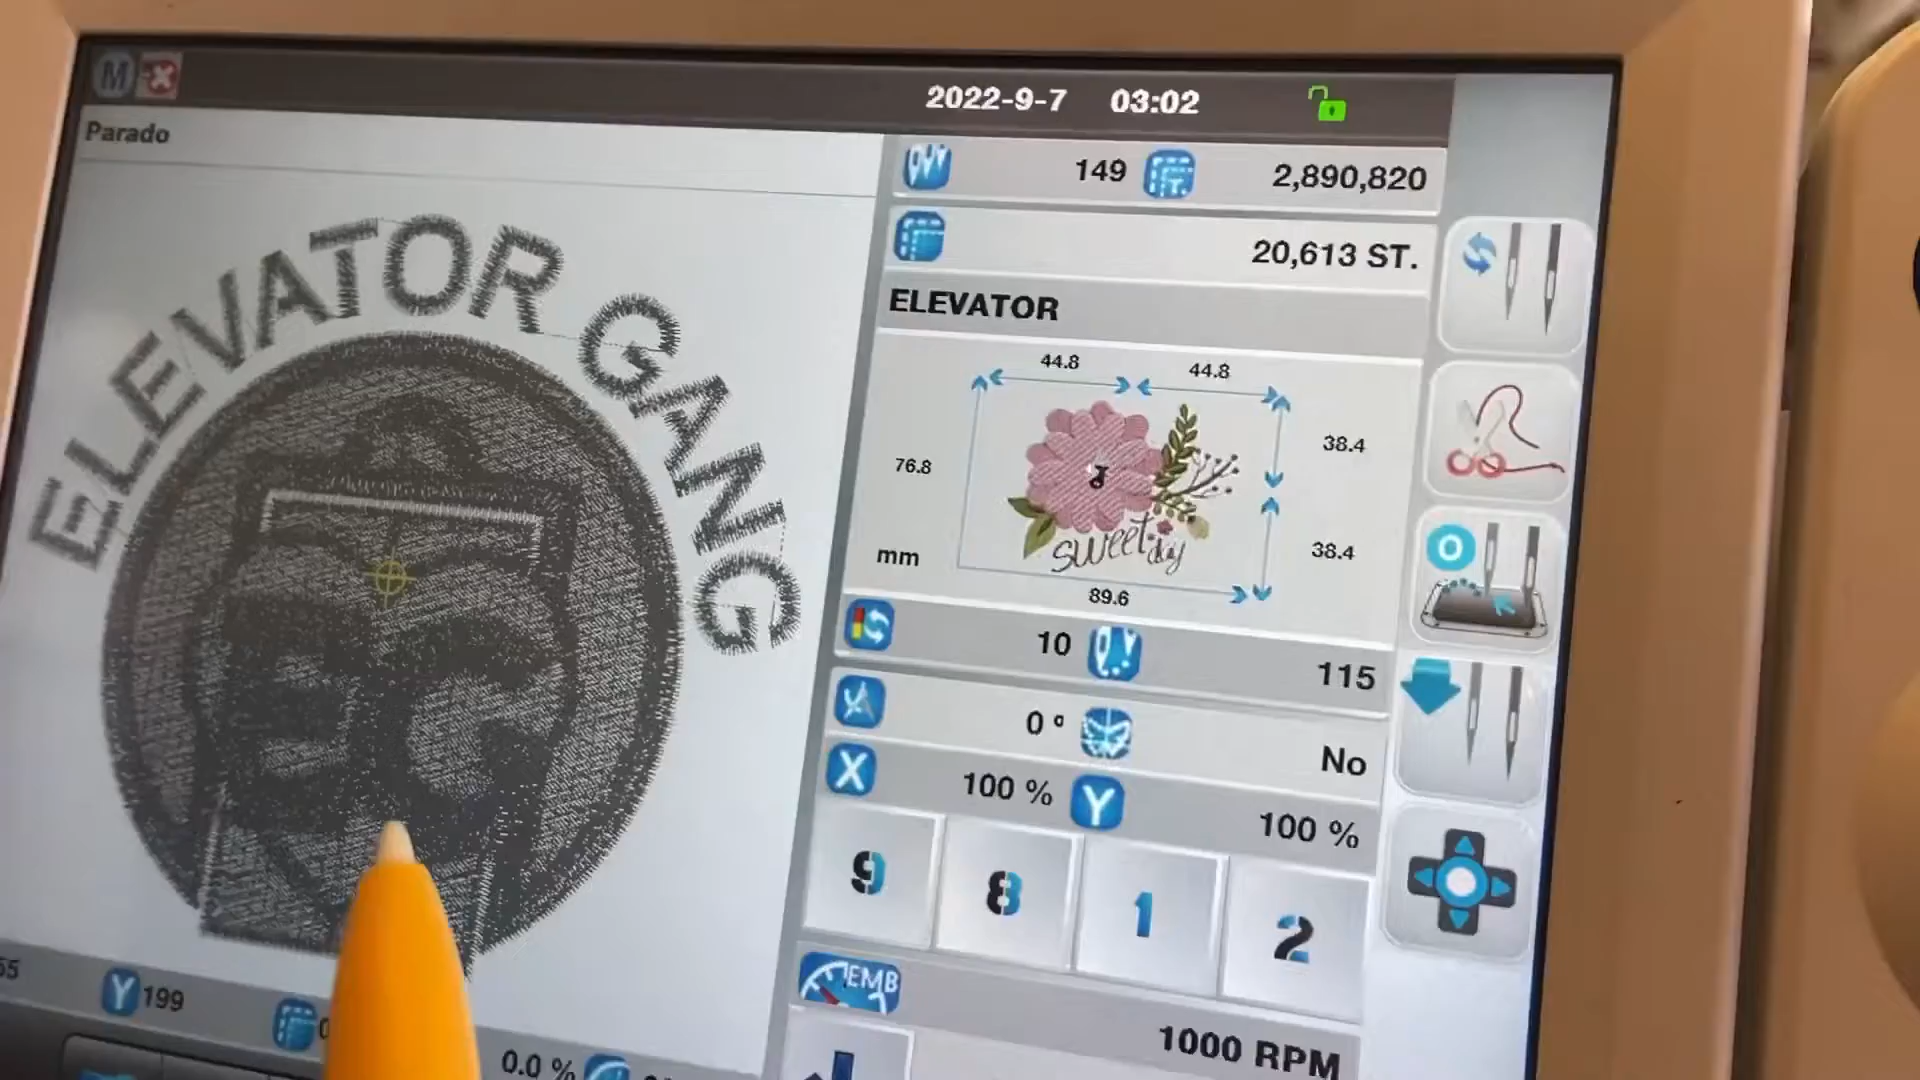 M
2022-9-7 03:02
Parado
149 2,890,820
20,613 ST.
ELEVATOR
ELEVATOR GANG
EG
44.8 44.8
38.4
76.8
sweet day
38.4
mm
89.6
10 115
0 º No
X 100 % Y 100 %
9 8 1 2
EMB
Y 199
1000 RPM
0.0 %